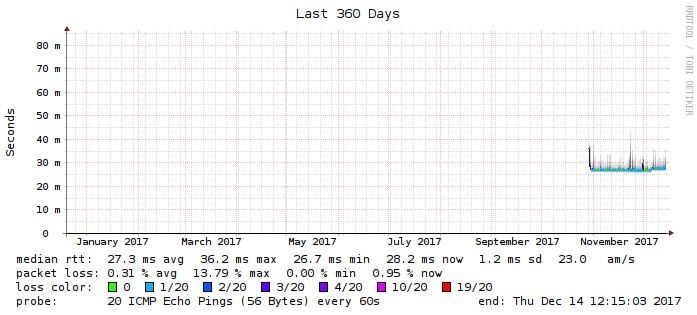 Last 360 Days
RRDTOOL / TOBI OETIKER
Seconds
80 m
70 m
60 m
50 m
40 m
30 m
20 m
10 m
0
January 2017 March 2017 May 2017 July 2017 September 2017 November 2017
median rtt: 27.3 ms avg 36.2 ms max 26.7 ms min 28.2 ms now 1.2 ms sd 23.0 am/s
packet loss: 0.31 % avg 13.79 % max 0.00 % min 0.95 % now
loss color: 0 1/20 2/20 3/20 4/20 10/20 19/20
probe: 20 ICMP Echo Pings (56 Bytes) every 60s end: Thu Dec 14 12:15:03 2017